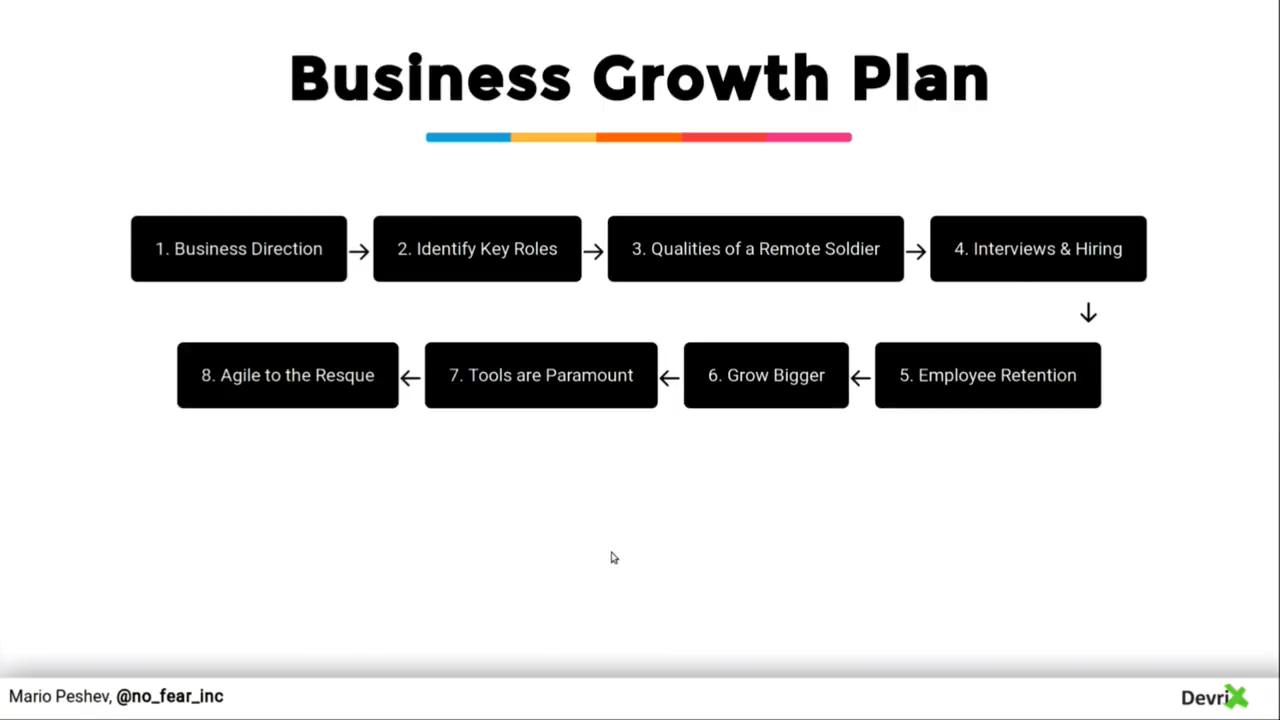 Business Growth Plan
1. Business Direction
2. Identify Key Roles
3. Qualities of a Remote Soldier
4. Interviews & Hiring
5. Employee Retention
6. Grow Bigger
7. Tools are Paramount
8. Agile to the Resque
Mario Peshev, @no_fear_inc
DevriX